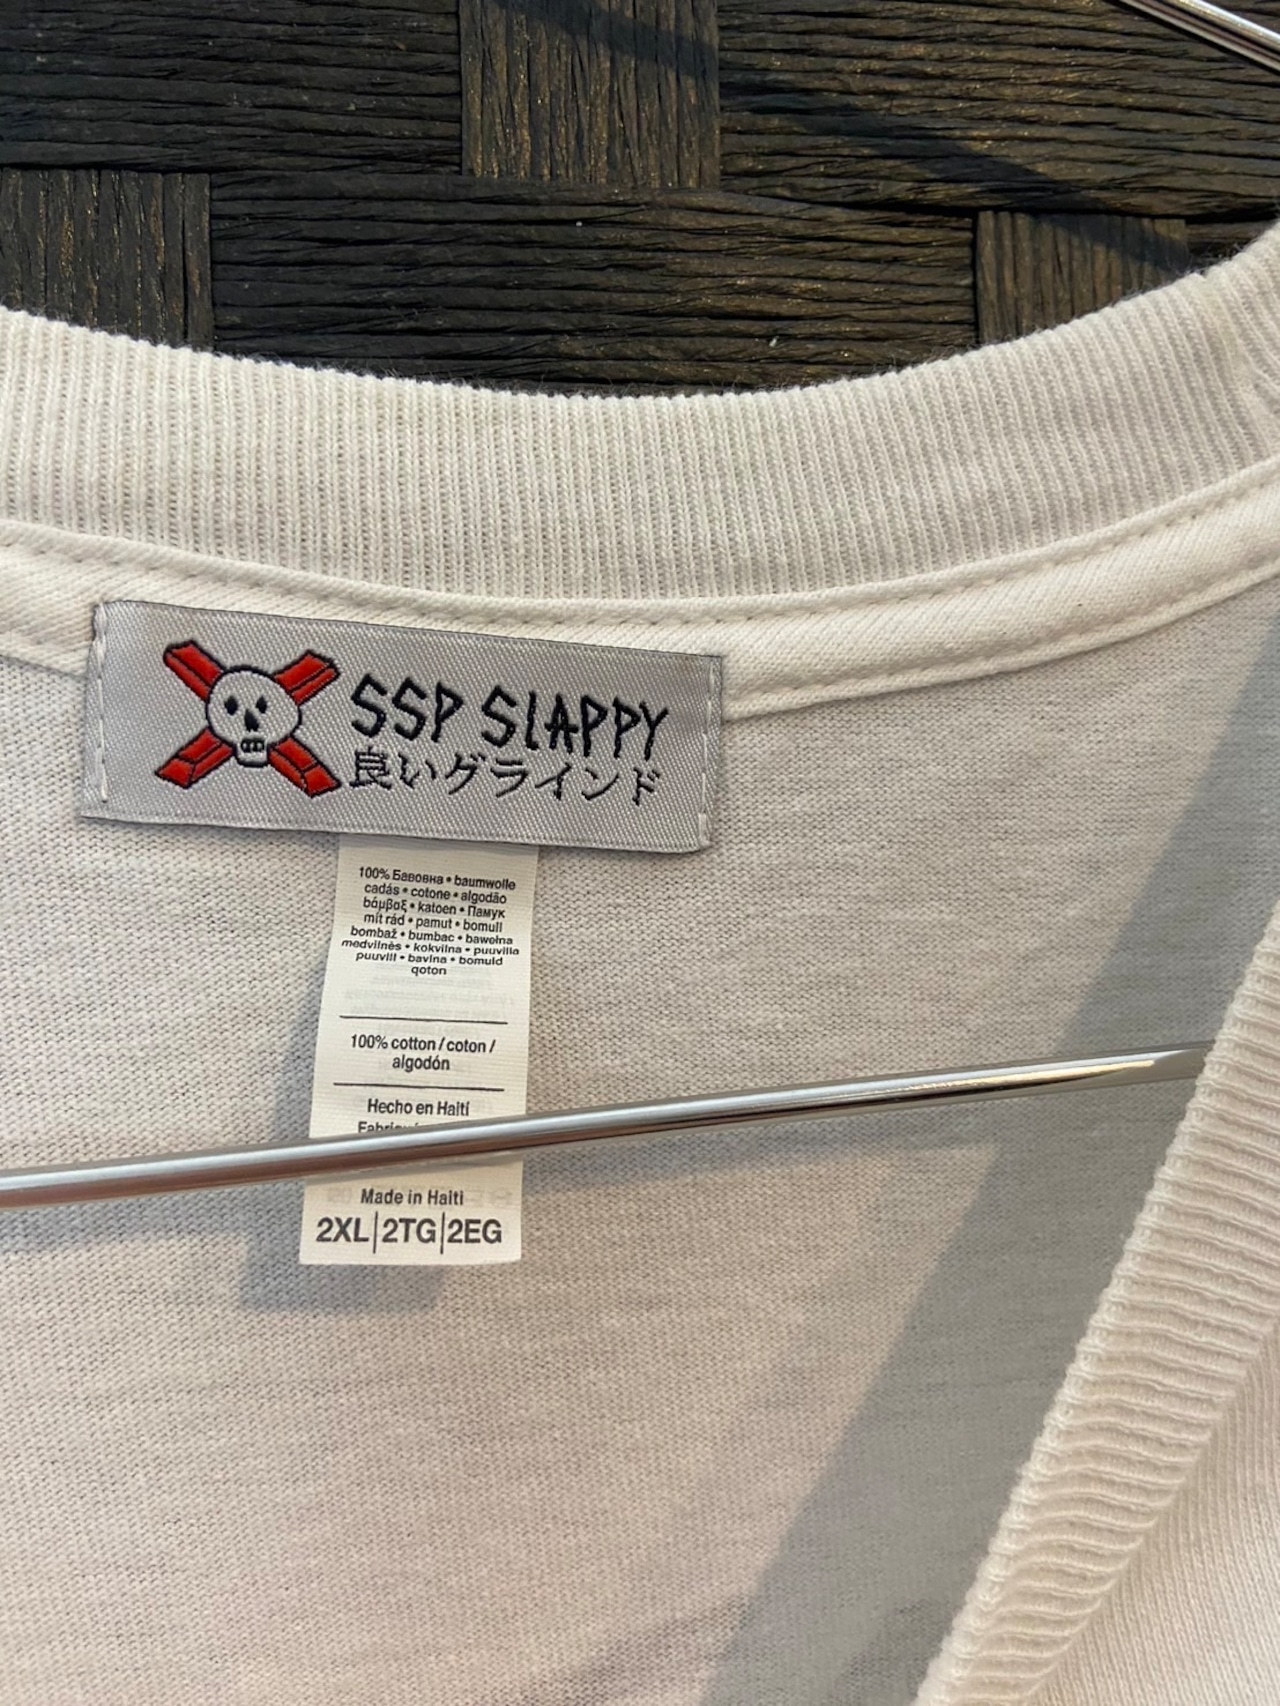 SSP SLAPPY
良いグラインド
100% Бавовна • baumwolle
cadás • cotone • algodão
βάμβαξ • katoen • Памук
mít rád • pamut • bomull
bombaž • bumbac • bawełna
medvilnės • kokvilna • puuvilla
puuvill • bavlna • bomuld
qoton
100% cotton / coton /
algodón
Hecho en Haití
Made in Haiti
2XL|2TG|2EG